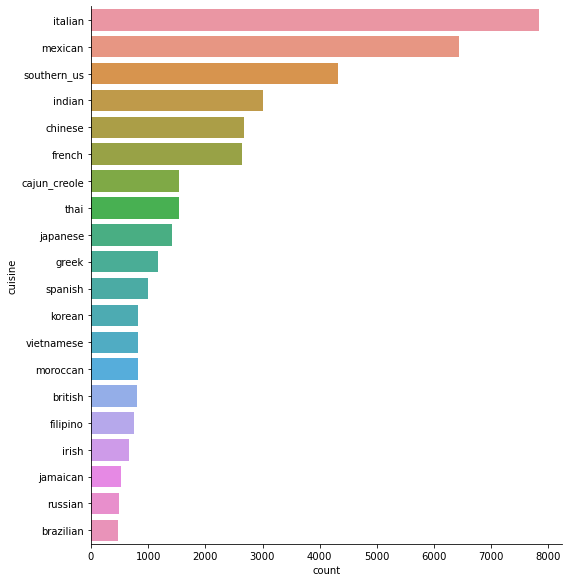 italian
mexican
southern_us
indian
chinese
french
cajun_creole
thai
japanese
greek
spanish
korean
vietnamese
moroccan
british
filipino
irish
jamaican
russian
brazilian
cuisine
0 1000 2000 3000 4000 5000 6000 7000 8000
count